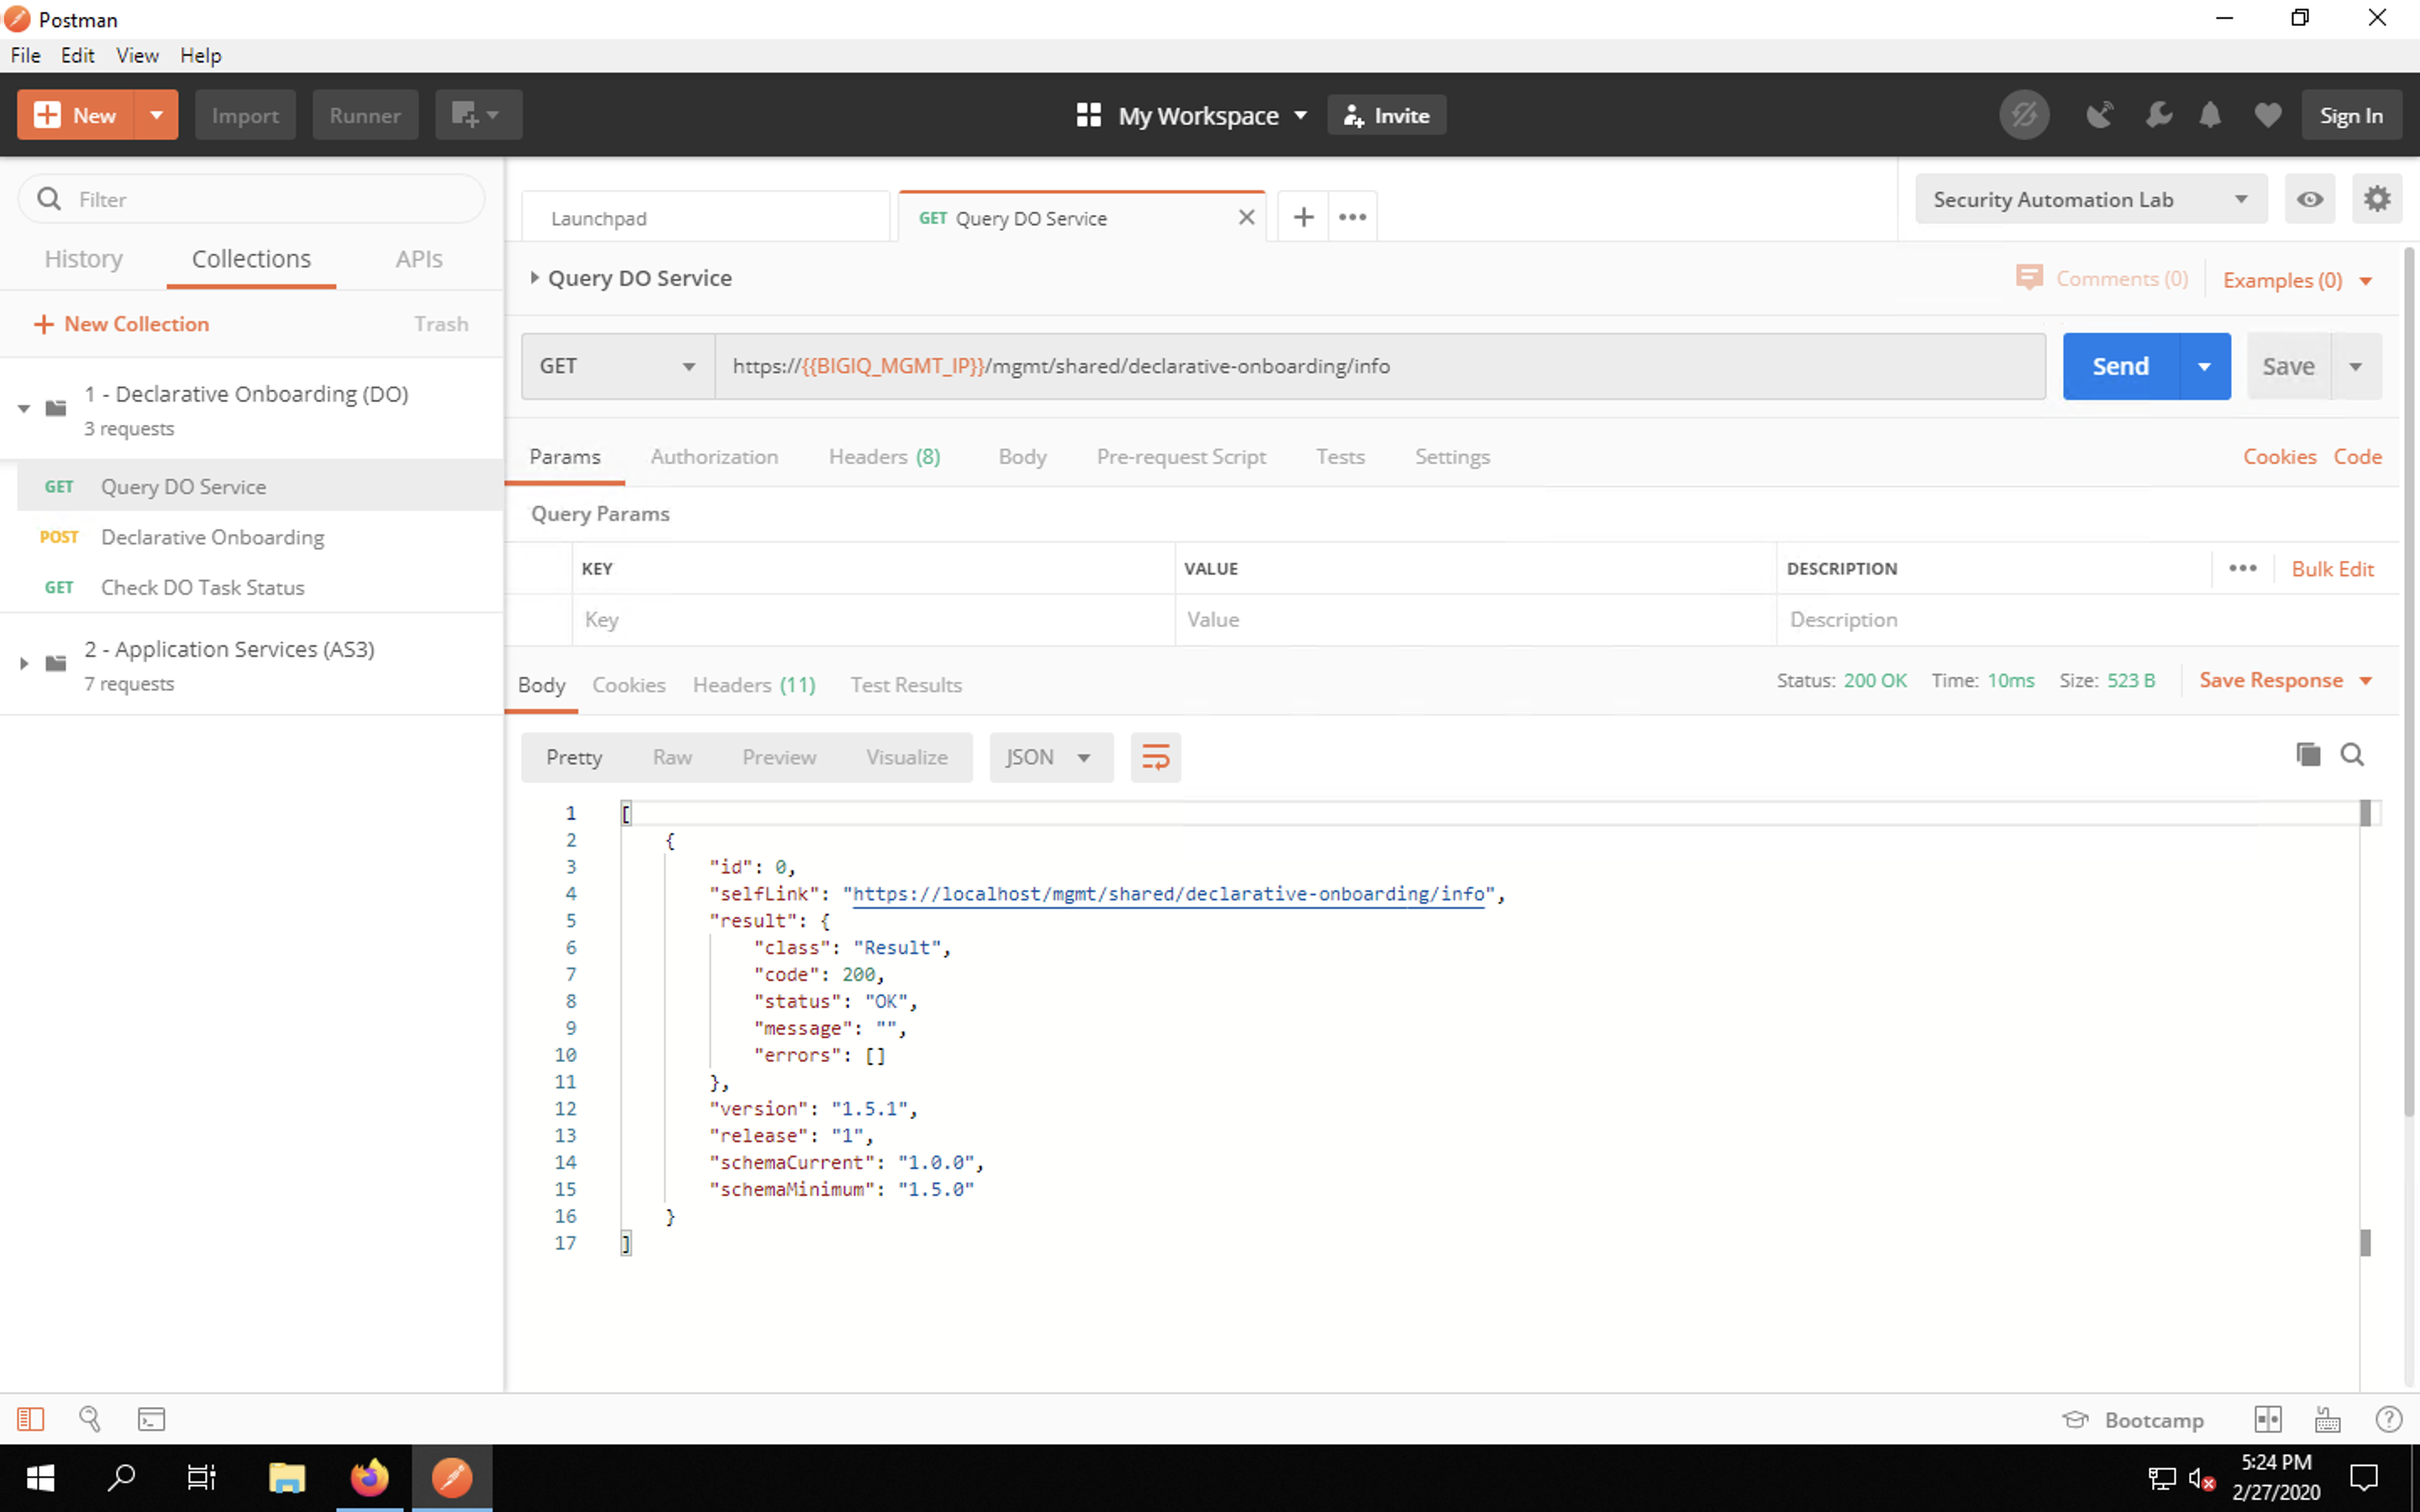 Postman
File Edit View Help
New Import Runner My Workspace Invite Sign In
Filter
History Collections APIs
New Collection Trash
1 - Declarative Onboarding (DO)
3 requests
GET Query DO Service
POST Declarative Onboarding
GET Check DO Task Status
2 - Application Services (AS3)
7 requests
Launchpad GET Query DO Service Security Automation Lab
Query DO Service Comments (0) Examples (0)
GET https://{{BIGIQ_MGMT_IP}}/mgmt/shared/declarative-onboarding/info Send Save
Params Authorization Headers (8) Body Pre-request Script Tests Settings Cookies Code
Query Params
KEY VALUE DESCRIPTION Bulk Edit
Key Value Description
Body Cookies Headers (11) Test Results Status: 200 OK Time: 10ms Size: 523 B Save Response
Pretty Raw Preview Visualize JSON
1 [
2 {
3 "id": 0,
4 "selfLink": "https://localhost/mgmt/shared/declarative-onboarding/info",
5 "result": {
6 "class": "Result",
7 "code": 200,
8 "status": "OK",
9 "message": "",
10 "errors": []
11 },
12 "version": "1.5.1",
13 "release": "1",
14 "schemaCurrent": "1.0.0",
15 "schemaMinimum": "1.5.0"
16 }
17 ]
Bootcamp
5:24 PM
2/27/2020